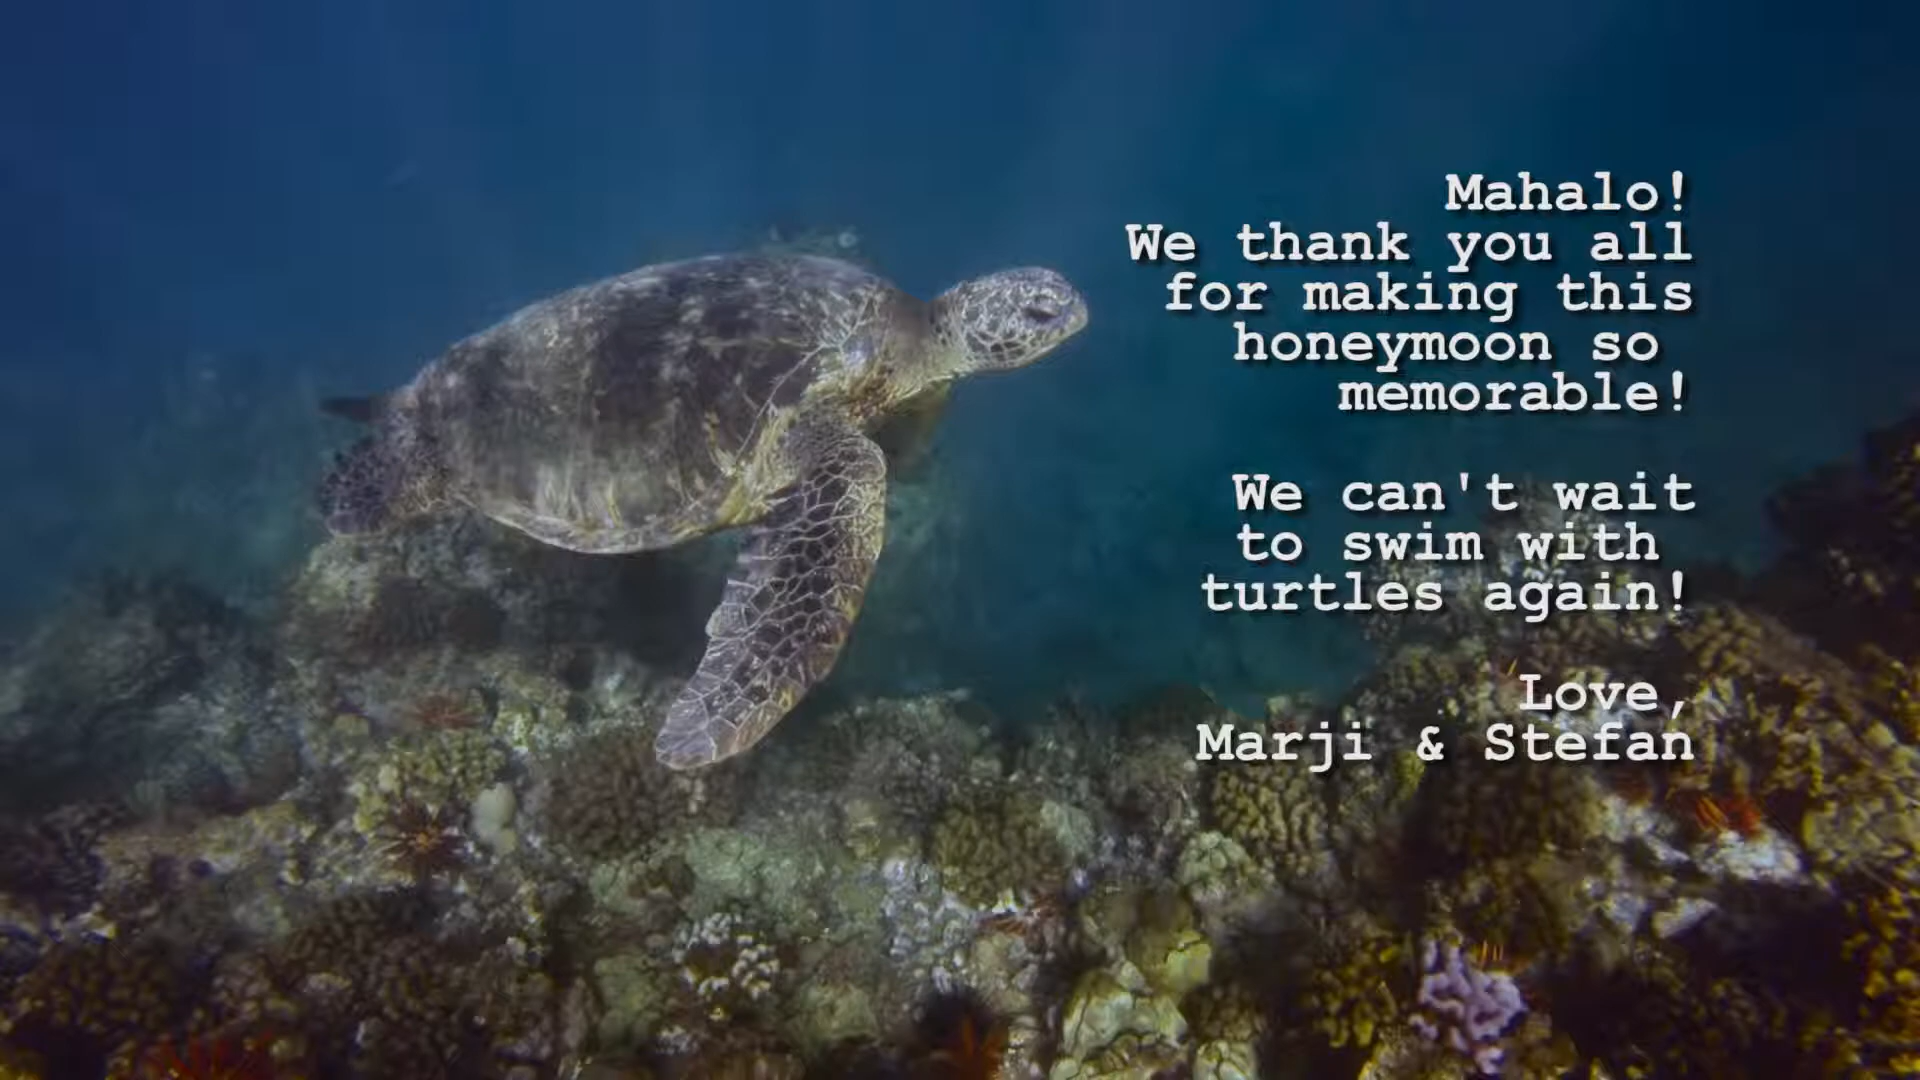 Mahalo!
We thank you all
for making this
honeymoon so
memorable!
We can't wait
to swim with
turtles again!
Love,
Marji & Stefan